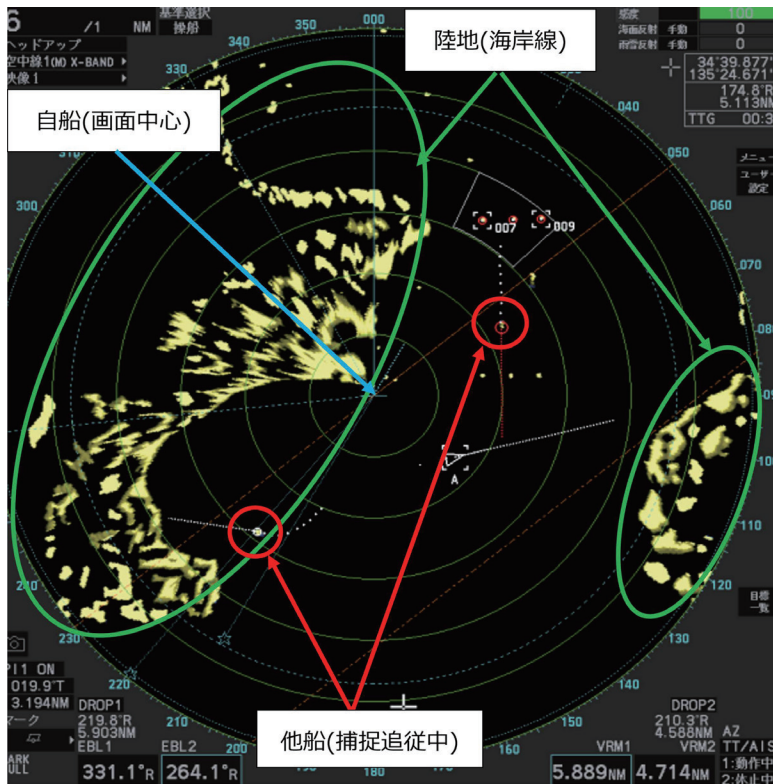 6 /1 NM
基準選択
操船
ヘッドアップ
空中線1(M) X-BAND
映像1
感度 100
海面反射 手動 0
雨雪反射 手動 0
34°39.877'
135°24.671'
174.8°R
5.113NM
TTG 00:3
メニュー
ユーザー
設定
陸地(海岸線)
自船(画面中心)
他船(捕捉追従中)
000
350
340
330
310
300
240
230
220
210
200
180
160
150
140
130
120
110
100
09
080
070
060
050
040
007
009
A
目標
一覧
PI1 ON
019.9°T
3.194NM
マーク
DROP1
219.8°R
5.903NM
EBL1 EBL2
331.1°R 264.1°R
DROP2
210.3°R
4.588NM
VRM1 VRM2
5.889NM 4.714NM
AZ
TT/AIS
1:動作中
2:休止中